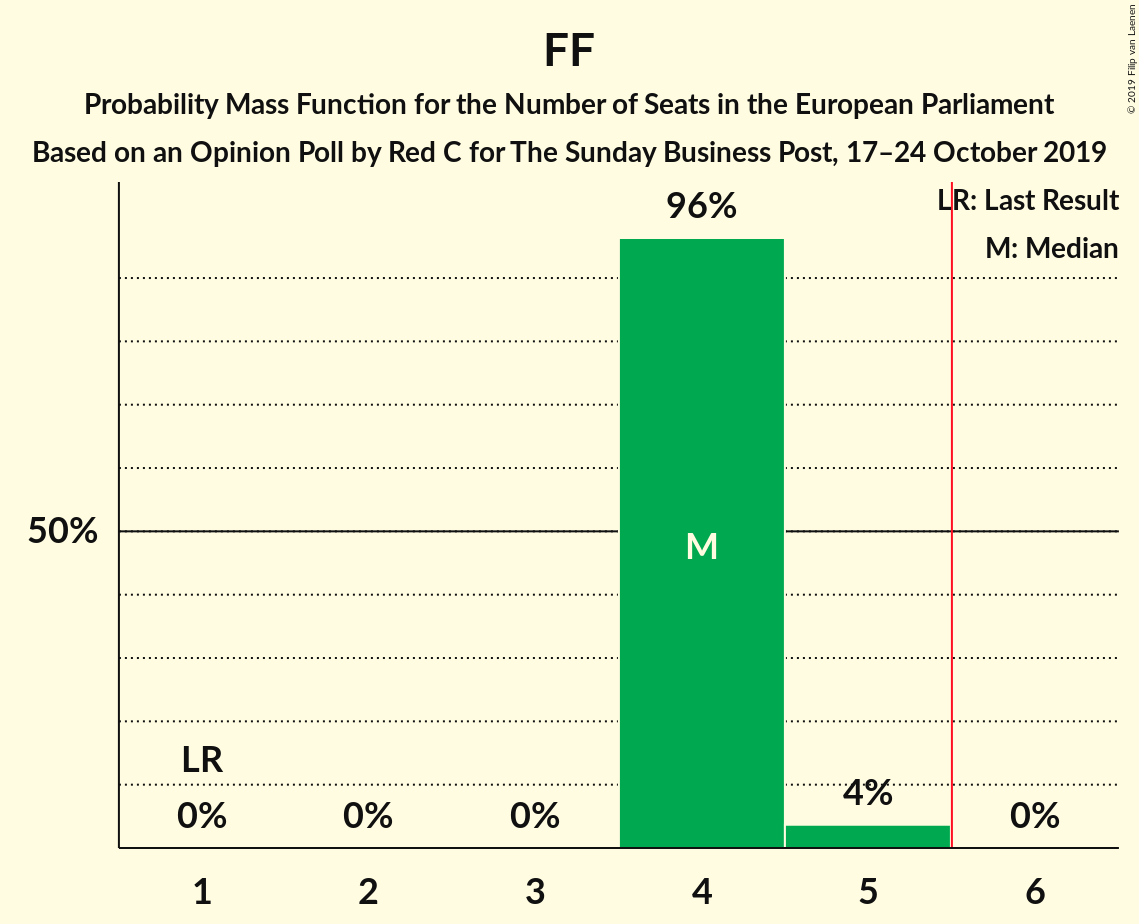 FF
Probability Mass Function for the Number of Seats in the European Parliament
Based on an Opinion Poll by Red C for The Sunday Business Post, 17–24 October 2019
© 2019 Filip van Laenen
LR: Last Result
M: Median
96%
50%
M
LR
4%
0% 0% 0% 0%
1 2 3 4 5 6